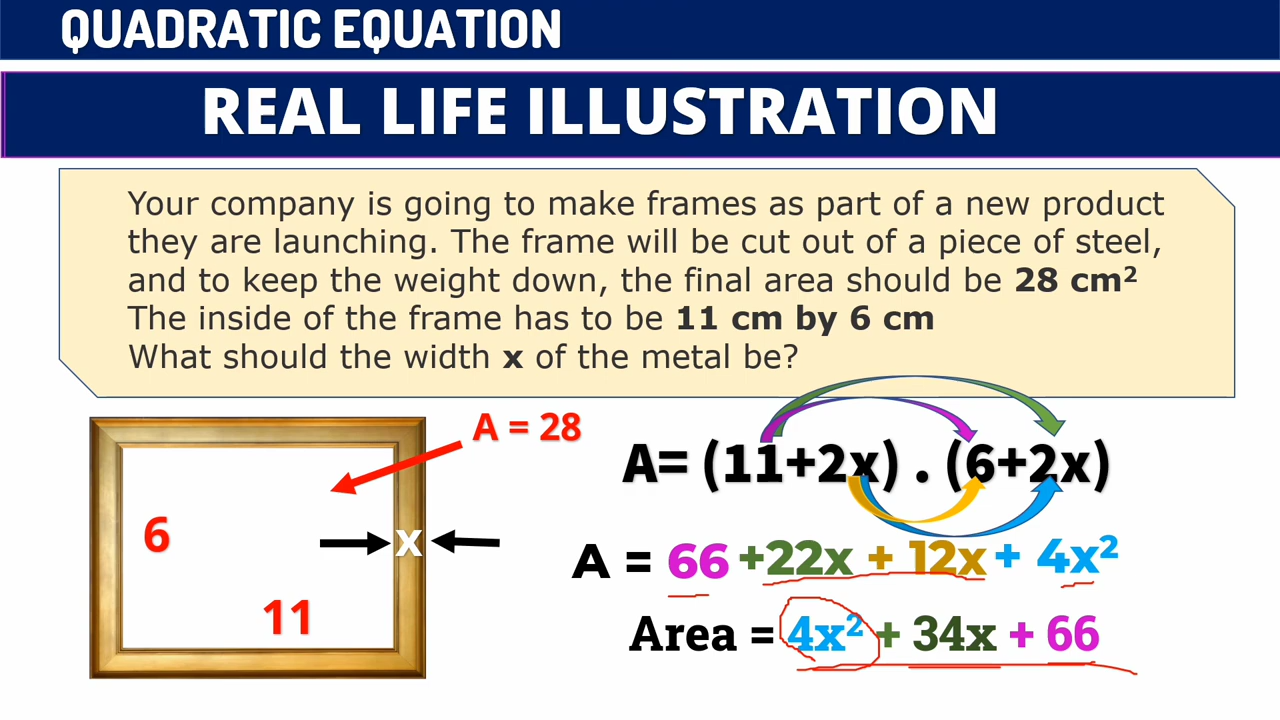 QUADRATIC EQUATION
REAL LIFE ILLUSTRATION
Your company is going to make frames as part of a new product
they are launching. The frame will be cut out of a piece of steel,
and to keep the weight down, the final area should be 28 cm²
The inside of the frame has to be 11 cm by 6 cm
What should the width x of the metal be?
A = 28
6
x
11
A= (11+2x) . (6+2x)
A = 66 +22x + 12x + 4x²
Area = 4x² + 34x + 66